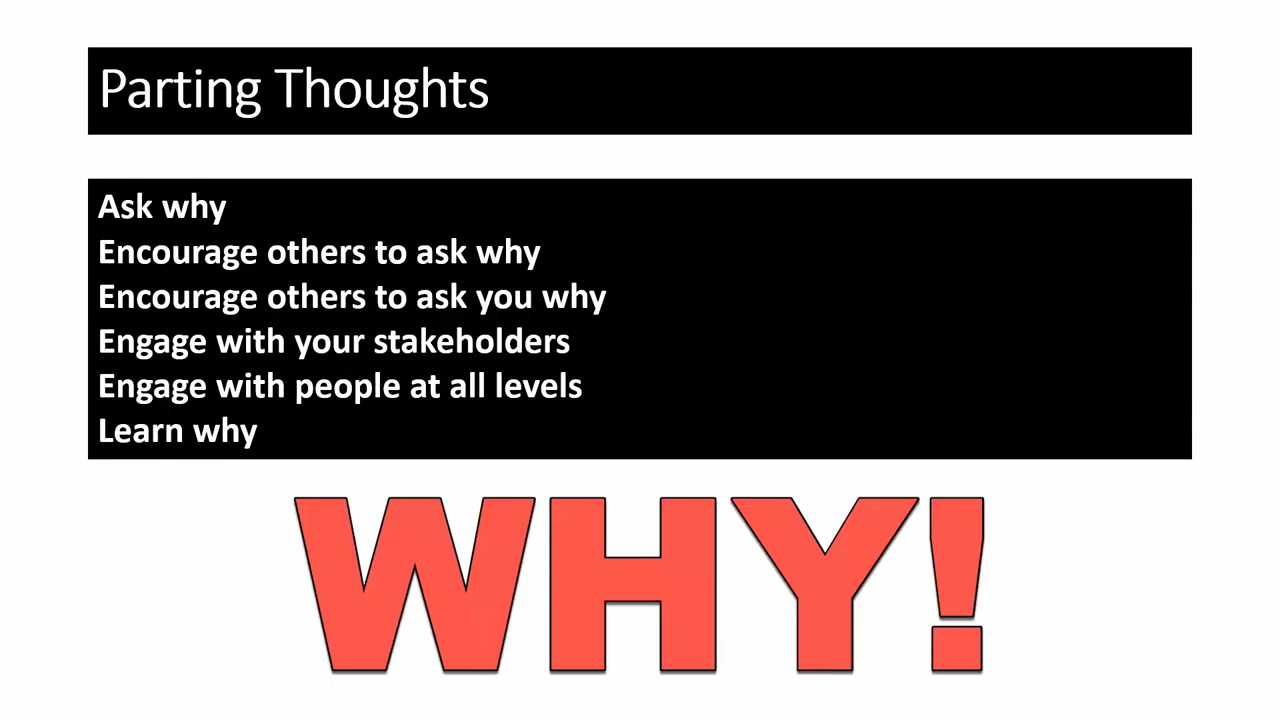 Parting Thoughts
Ask why
Encourage others to ask why
Encourage others to ask you why
Engage with your stakeholders
Engage with people at all levels
Learn why
WHY!